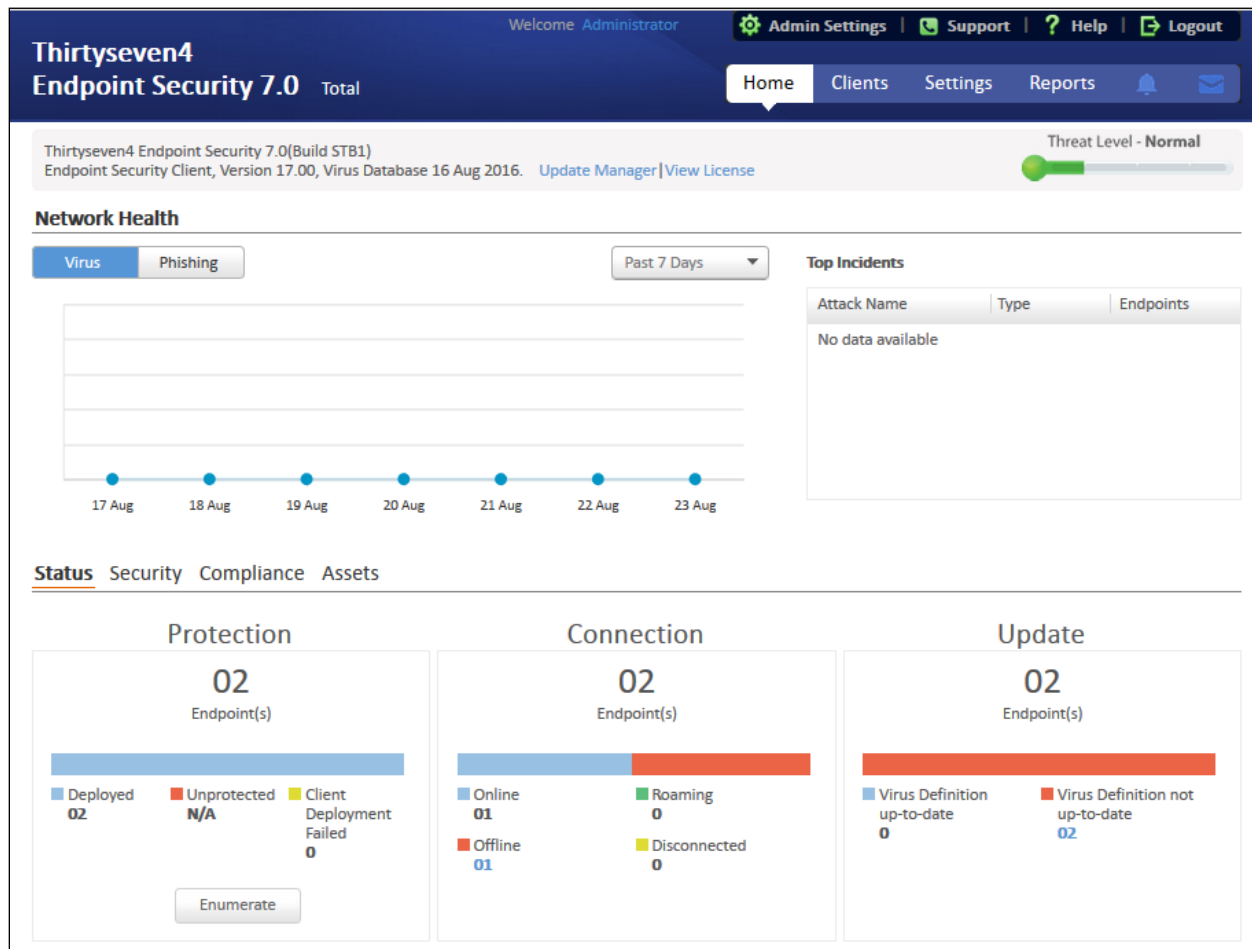 Welcome Administrator
Admin Settings | Support | ? Help | Logout
Thirtyseven4
Endpoint Security 7.0 Total
Home Clients Settings Reports
Thirtyseven4 Endpoint Security 7.0(Build STB1)
Endpoint Security Client, Version 17.00, Virus Database 16 Aug 2016. Update Manager|View License
Threat Level - Normal
Network Health
Virus Phishing
Past 7 Days
17 Aug 18 Aug 19 Aug 20 Aug 21 Aug 22 Aug 23 Aug
Top Incidents
Attack Name Type Endpoints
No data available
Status Security Compliance Assets
Protection
02
Endpoint(s)
Deployed
02
Unprotected
N/A
Client
Deployment
Failed
0
Enumerate
Connection
02
Endpoint(s)
Online
01
Roaming
0
Offline
01
Disconnected
0
Update
02
Endpoint(s)
Virus Definition
up-to-date
0
Virus Definition not
up-to-date
02